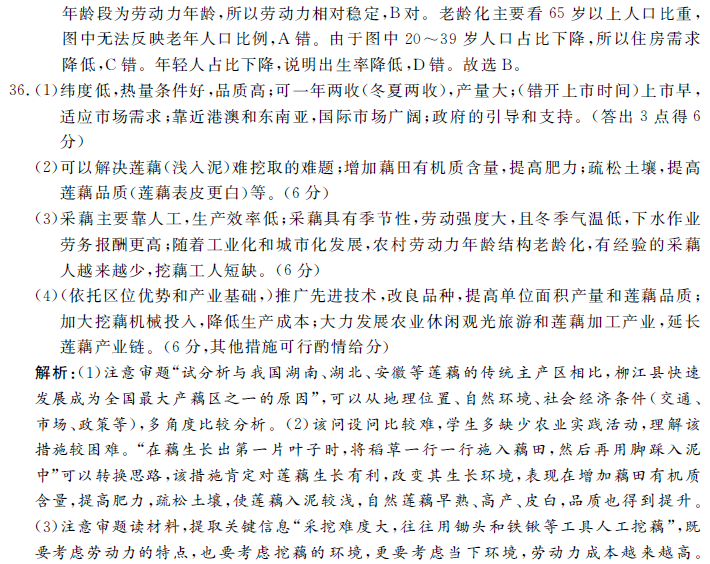 年龄段为劳动力年龄,所以劳动力相对稳定,B对。老龄化主要看65岁以上人口比重,
图中无法反映老年人口比例,A错。由于图中20～39岁人口占比下降,所以住房需求
降低,C错。年轻人占比下降,说明出生率降低,D错。故选B。
36.(1)纬度低,热量条件好,品质高;可一年两收(冬夏两收),产量大;(错开上市时间)上市早,
适应市场需求;靠近港澳和东南亚,国际市场广阔;政府的引导和支持。(答出3点得6
分)
(2)可以解决莲藕(浅入泥)难挖取的难题;增加藕田有机质含量,提高肥力;疏松土壤,提高
莲藕品质(莲藕表皮更白)等。(6分)
(3)采藕主要靠人工,生产效率低;采藕具有季节性,劳动强度大,且冬季气温低,下水作业
劳务报酬更高;随着工业化和城市化发展,农村劳动力年龄结构老龄化,有经验的采藕
人越来越少,挖藕工人短缺。(6分)
(4)(依托区位优势和产业基础,)推广先进技术,改良品种,提高单位面积产量和莲藕品质;
加大挖藕机械投入,降低生产成本;大力发展农业休闲观光旅游和莲藕加工产业,延长
莲藕产业链。(6分,其他措施可行酌情给分)
解析:(1)注意审题“试分析与我国湖南、湖北、安徽等莲藕的传统主产区相比,柳江县快速
发展成为全国最大产藕区之一的原因”,可以从地理位置、自然环境、社会经济条件(交通、
市场、政策等),多角度比较分析。(2)该问设问比较难,学生多缺少农业实践活动,理解该
措施较困难。“在藕生长出第一片叶子时,将稻草一行一行施入藕田,然后再用脚踩入泥
中”可以转换思路,该措施肯定对莲藕生长有利,改变其生长环境,表现在增加藕田有机质
含量,提高肥力,疏松土壤,使莲藕入泥较浅,自然莲藕早熟、高产、皮白,品质也得到提升。
(3)注意审题读材料,提取关键信息“采挖难度大,往往用锄头和铁锹等工具人工挖藕”,既
要考虑劳动力的特点,也要考虑挖藕的环境,更要考虑当下环境,劳动力成本越来越高。